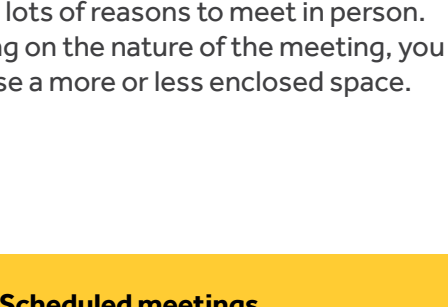 lots of reasons to meet in person.
g on the nature of the meeting, you
se a more or less enclosed space.
Scheduled meetings